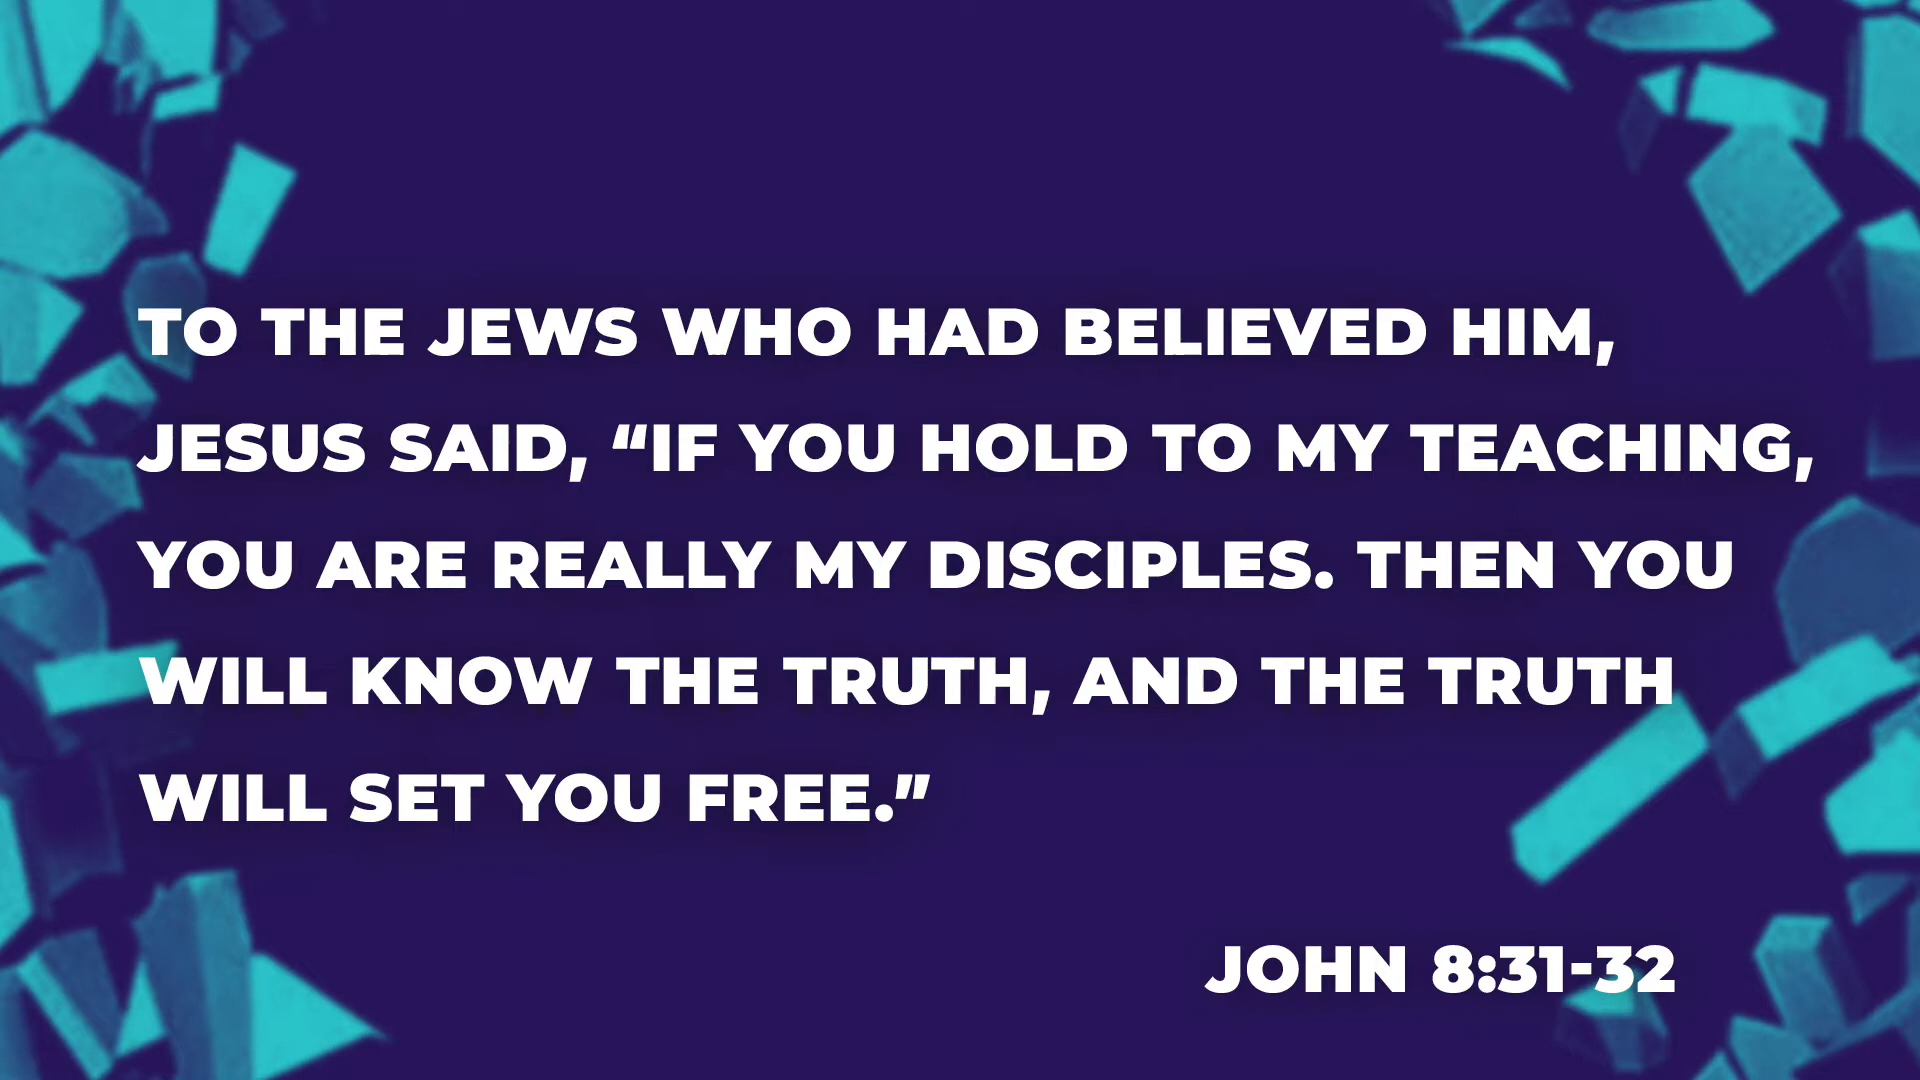 TO THE JEWS WHO HAD BELIEVED HIM,
JESUS SAID, “IF YOU HOLD TO MY TEACHING,
YOU ARE REALLY MY DISCIPLES. THEN YOU
WILL KNOW THE TRUTH, AND THE TRUTH
WILL SET YOU FREE.”
JOHN 8:31-32